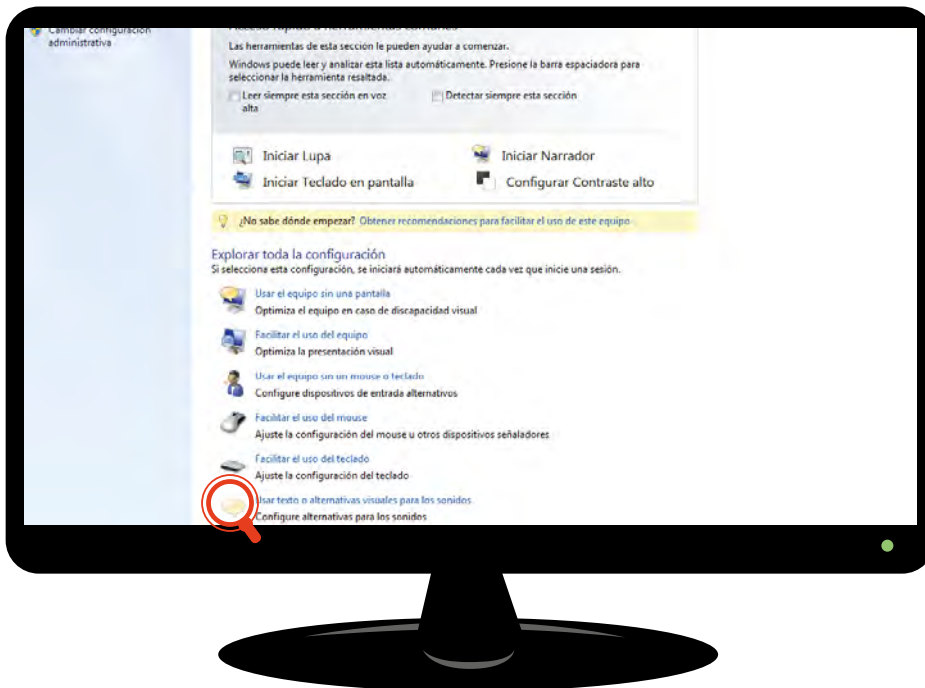 Cambiar configuración
administrativa
Acceso rápido a herramientas comunes
Las herramientas de esta sección le pueden ayudar a comenzar.
Windows puede leer y analizar esta lista automáticamente. Presione la barra espaciadora para
seleccionar la herramienta resaltada.
Leer siempre esta sección en voz
alta
Detectar siempre esta sección
Iniciar Lupa
Iniciar Narrador
Iniciar Teclado en pantalla
Configurar Contraste alto
¿No sabe dónde empezar? Obtener recomendaciones para facilitar el uso de este equipo
Explorar toda la configuración
Si selecciona esta configuración, se iniciará automáticamente cada vez que inicie una sesión.
Usar el equipo sin una pantalla
Optimiza el equipo en caso de discapacidad visual
Facilitar el uso del equipo
Optimiza la presentación visual
Usar el equipo sin un mouse o teclado
Configure dispositivos de entrada alternativos
Facilitar el uso del mouse
Ajuste la configuración del mouse u otros dispositivos señaladores
Facilitar el uso del teclado
Ajuste la configuración del teclado
Usar texto o alternativas visuales para los sonidos
Configure alternativas para los sonidos